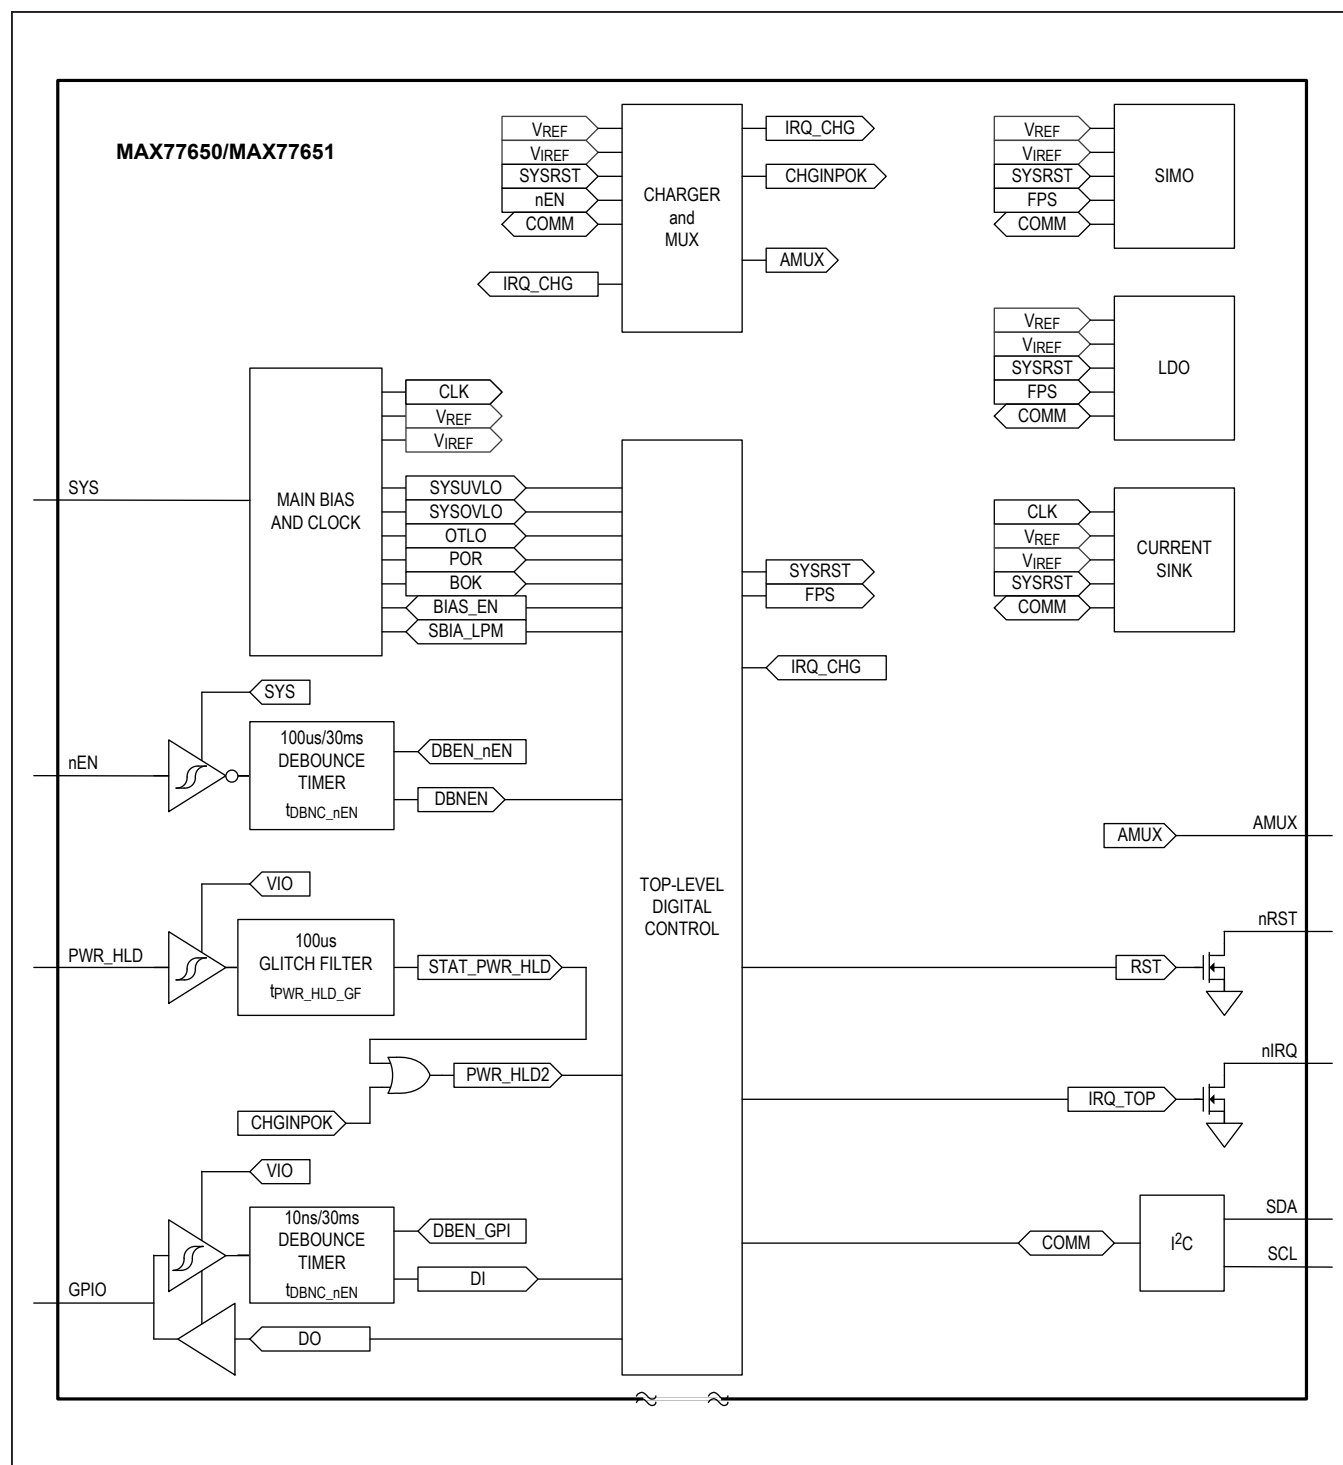 MAX77650/MAX77651
VREF
VIREF
SYSRST
nEN
COMM
IRQ_CHG
CHARGER
and
MUX
IRQ_CHG
CHGINPOK
AMUX
VREF
VIREF
SYSRST
FPS
COMM
SIMO
VREF
VIREF
SYSRST
FPS
COMM
LDO
SYS
MAIN BIAS
AND CLOCK
CLK
VREF
VIREF
SYSUVLO
SYSOVLO
OTLO
POR
BOK
BIAS_EN
SBIA_LPM
SYSRST
FPS
IRQ_CHG
CLK
VREF
VIREF
SYSRST
COMM
CURRENT
SINK
SYS
nEN
100us/30ms
DEBOUNCE
TIMER
tDBNC_nEN
DBEN_nEN
DBNEN
TOP-LEVEL
DIGITAL
CONTROL
AMUX
AMUX
VIO
PWR_HLD
100us
GLITCH FILTER
tPWR_HLD_GF
STAT_PWR_HLD
RST
nRST
PWR_HLD2
CHGINPOK
IRQ_TOP
nIRQ
VIO
GPIO
10ns/30ms
DEBOUNCE
TIMER
tDBNC_nEN
DBEN_GPI
DI
DO
COMM
I2C
SDA
SCL